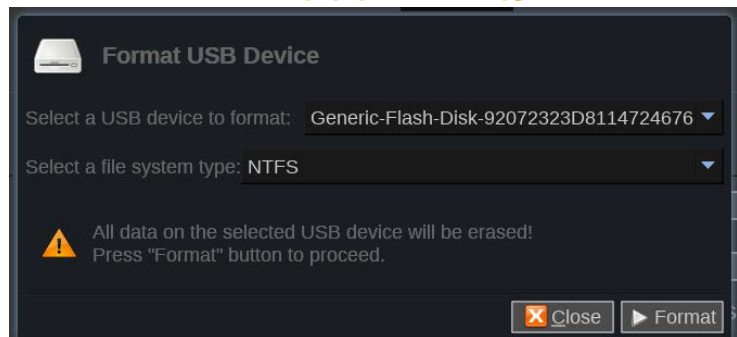 Format USB Device
Select a USB device to format: Generic-Flash-Disk-92072323D8114724676
Select a file system type: NTFS
All data on the selected USB device will be erased!
Press "Format" button to proceed.
Close Format